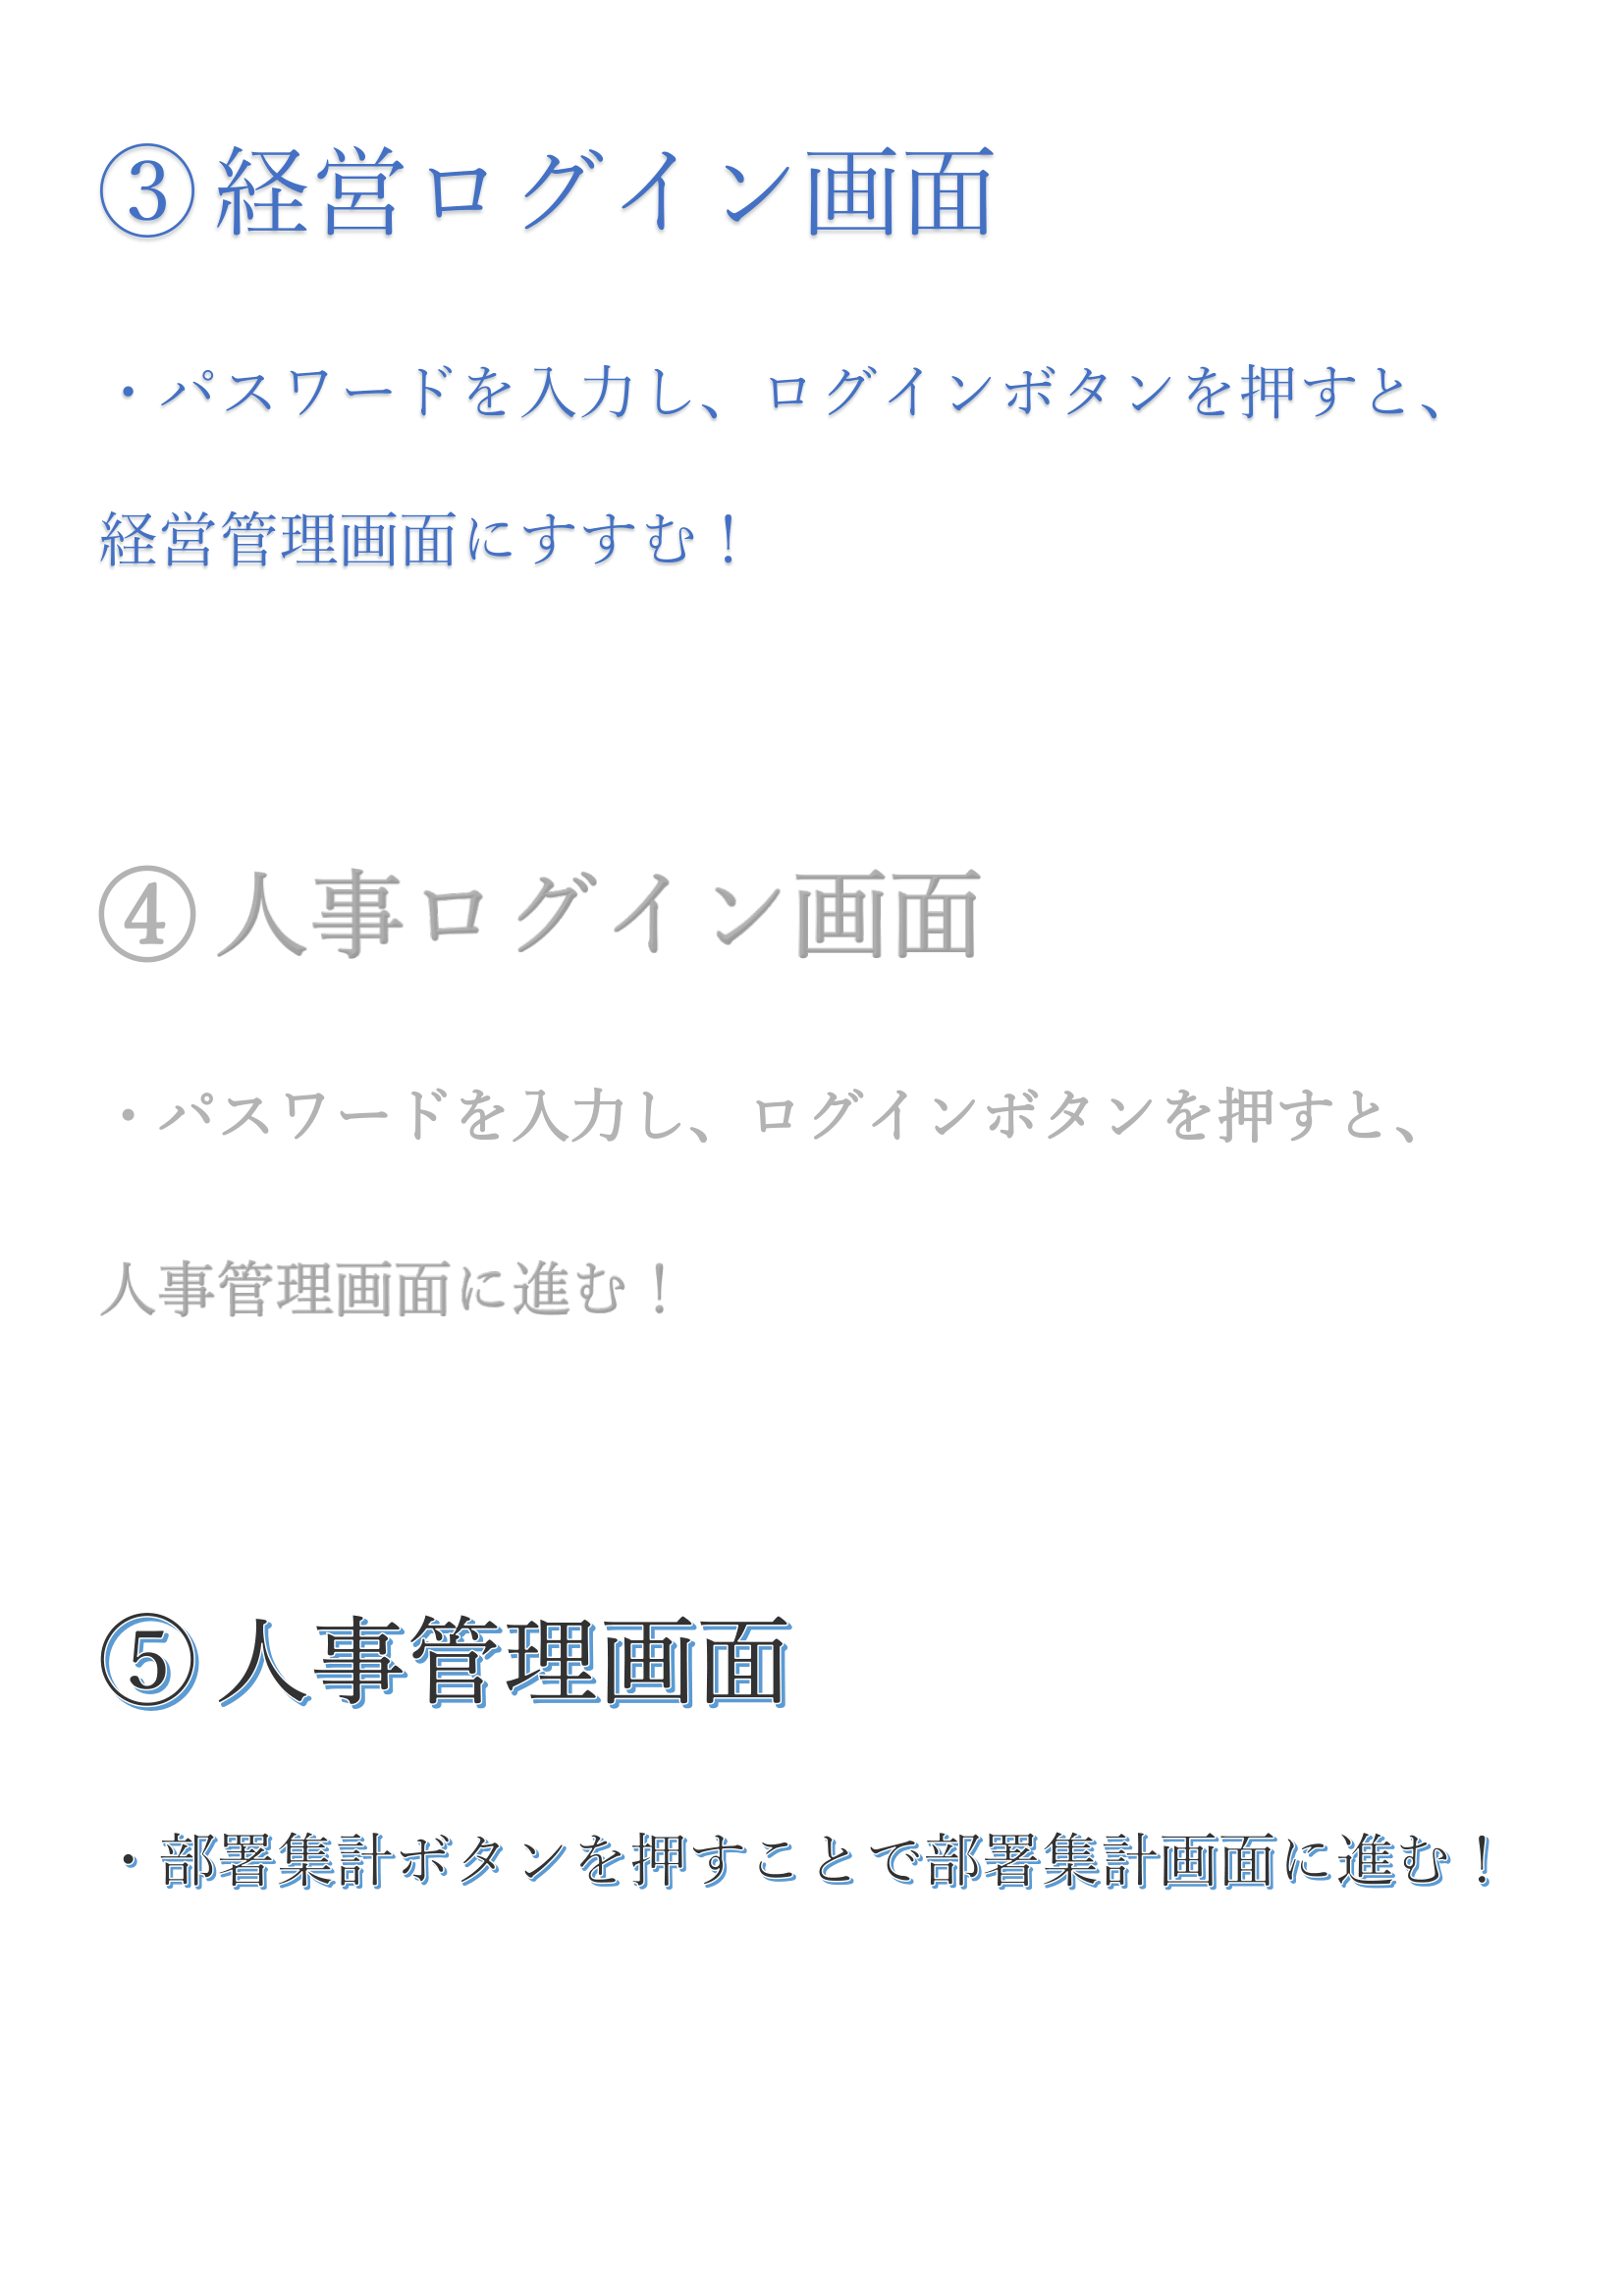 ③経営ログイン画面
・パスワードを入力し、ログインボタンを押すと、
経営管理画面にすすむ！
④人事ログイン画面
・パスワードを入力し、ログインボタンを押すと、
人事管理画面に進む！
⑤人事管理画面
・部署集計ボタンを押すことで部署集計画面に進む！